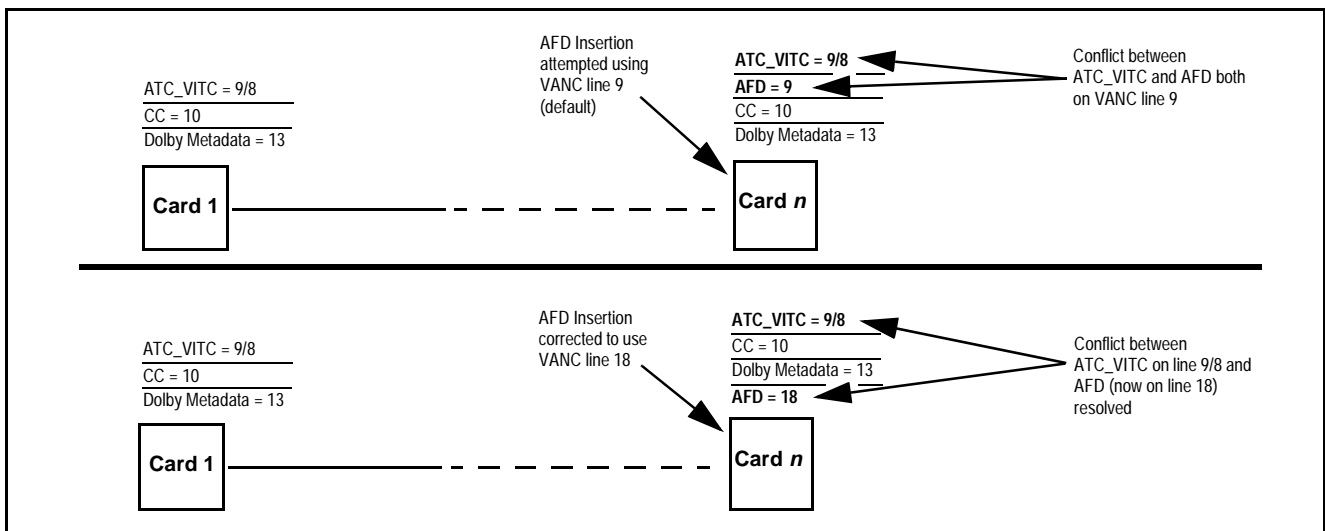 ATC_VITC = 9/8
CC = 10
Dolby Metadata = 13
Card 1
AFD Insertion
attempted using
VANC line 9
(default)
ATC_VITC = 9/8
AFD = 9
CC = 10
Dolby Metadata = 13
Card n
Conflict between
ATC_VITC and AFD both
on VANC line 9
ATC_VITC = 9/8
CC = 10
Dolby Metadata = 13
Card 1
AFD Insertion
corrected to use
VANC line 18
ATC_VITC = 9/8
CC = 10
Dolby Metadata = 13
AFD = 18
Card n
Conflict between
ATC_VITC on line 9/8 and
AFD (now on line 18)
resolved